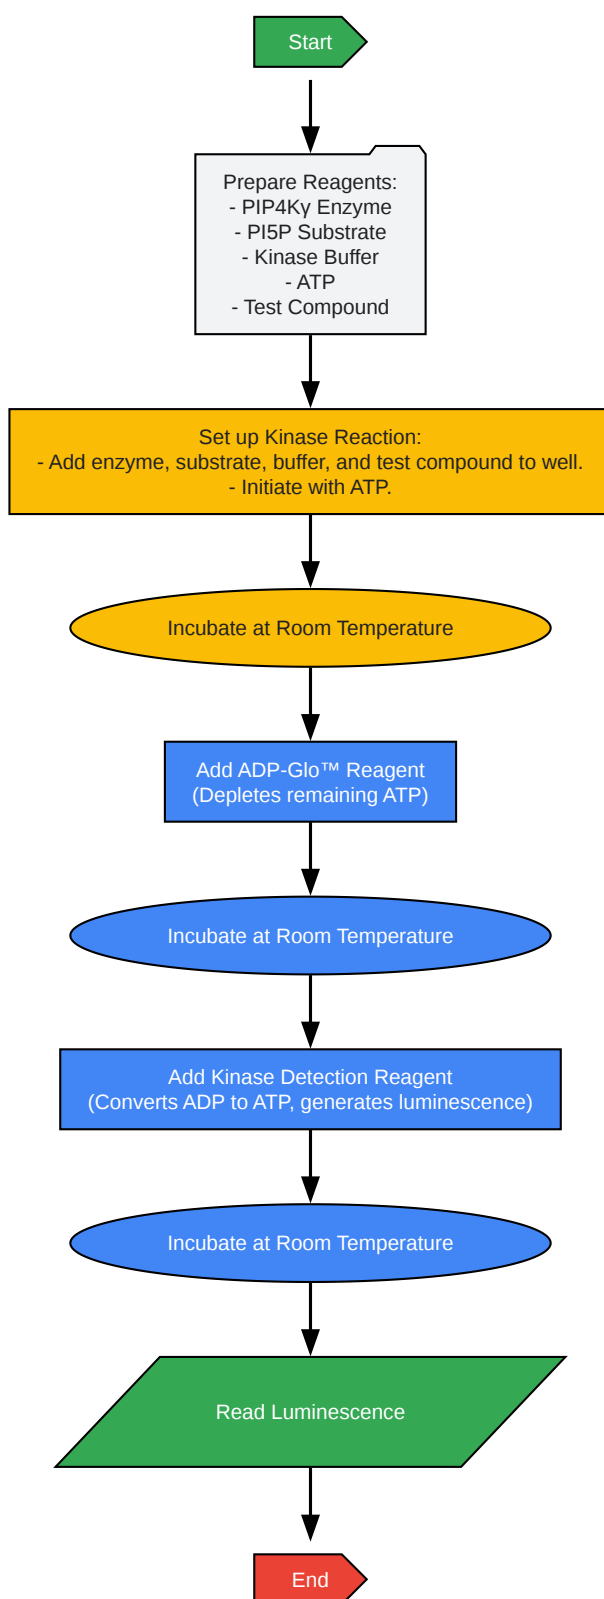 Start
Prepare Reagents:
- PIP4Kγ Enzyme
- PI5P Substrate
- Kinase Buffer
- ATP
- Test Compound
Set up Kinase Reaction:
- Add enzyme, substrate, buffer, and test compound to well.
- Initiate with ATP.
Incubate at Room Temperature
Add ADP-Glo™ Reagent
(Depletes remaining ATP)
Incubate at Room Temperature
Add Kinase Detection Reagent
(Converts ADP to ATP, generates luminescence)
Incubate at Room Temperature
Read Luminescence
End